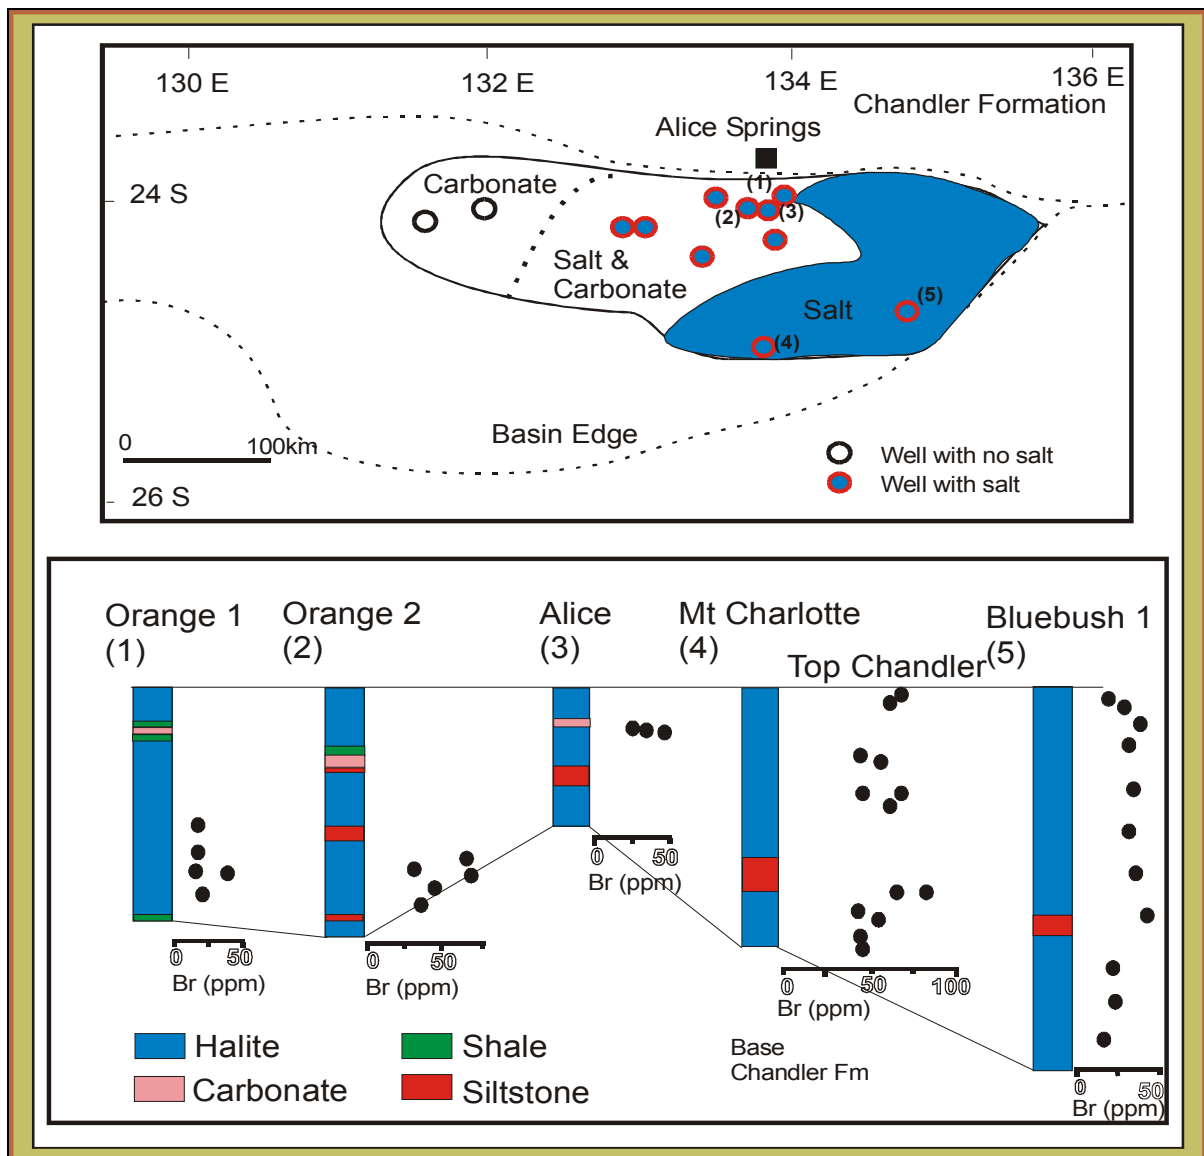 130 E
132 E
134 E
136 E
Chandler Formation
Alice Springs
24 S
Carbonate
(1)
(2)
(3)
Salt &
Carbonate
Salt
(5)
(4)
Basin Edge
0
100km
26 S
Well with no salt
Well with salt
Orange 1
(1)
Orange 2
(2)
Alice
(3)
Mt Charlotte
(4)
Top Chandler
Bluebush 1
(5)
0 50
Br (ppm)
0 50
Br (ppm)
0 50
Br (ppm)
0 50 100
Br (ppm)
0 50
Br (ppm)
Halite
Shale
Carbonate
Siltstone
Base
Chandler Fm